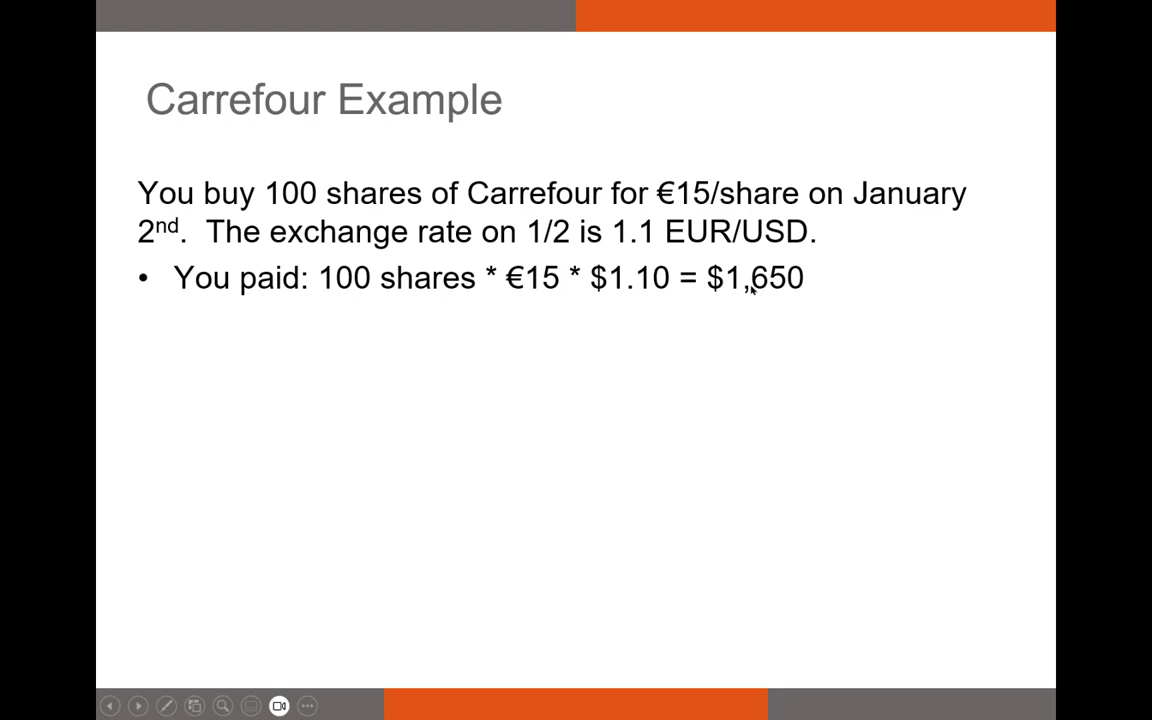 Carrefour Example
You buy 100 shares of Carrefour for €15/share on January
2nd.  The exchange rate on 1/2 is 1.1 EUR/USD.
• You paid: 100 shares * €15 * $1.10 = $1,650